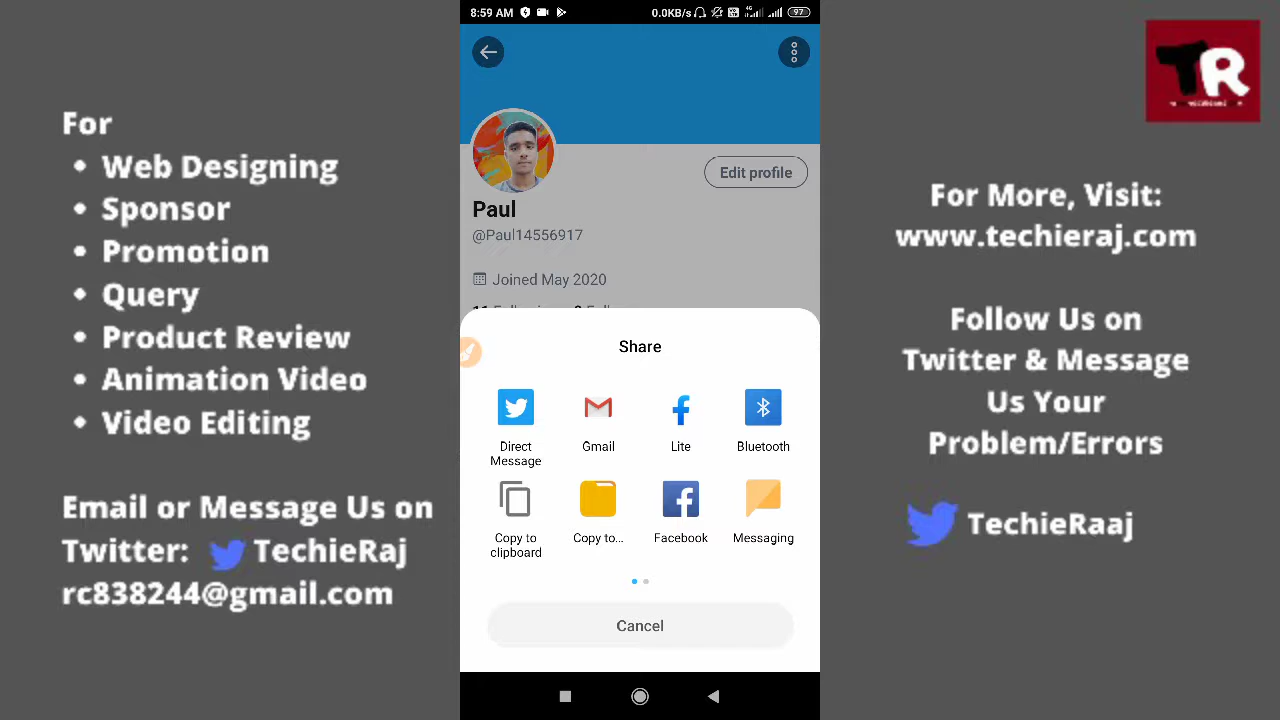 8:59 AM
0.0KB/s
4G
97
TR
For
Web Designing
Sponsor
Promotion
Query
Product Review
Animation Video
Video Editing
Email or Message Us on
Twitter: TechieRaj
rc838244@gmail.com
Edit profile
Paul
@Paul14556917
Joined May 2020
Share
Direct
Message
Gmail
Lite
Bluetooth
Copy to
clipboard
Copy to...
Facebook
Messaging
Cancel
For More, Visit:
www.techieraj.com
Follow Us on
Twitter & Message
Us Your
Problem/Errors
TechieRaaj